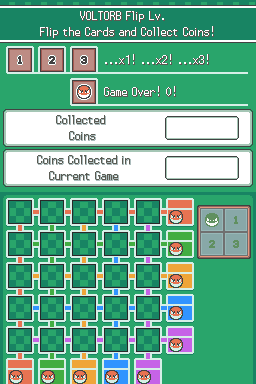 VOLTORB Flip Lv.
Flip the Cards and Collect Coins!
1 2 3 ...x1! ...x2! ...x3!
Game Over! 0!
Collected
Coins
Coins Collected in
Current Game
1
2 3